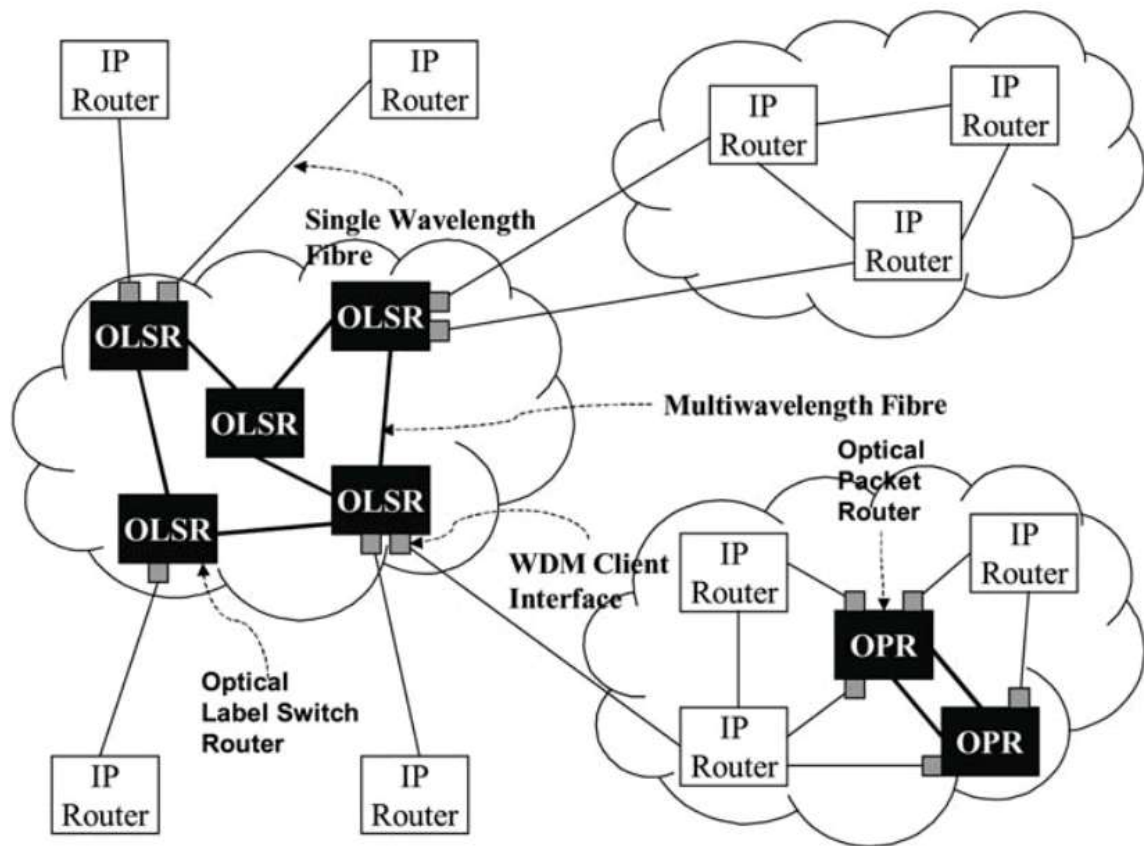 IP
Router
IP
Router
IP
Router
IP
Router
IP
Router
Single Wavelength
Fibre
OLSR
OLSR
OLSR
Multiwavelength Fibre
OLSR
OLSR
Optical
Packet
Router
WDM Client
Interface
IP
Router
IP
Router
OPR
Optical
Label Switch
Router
IP
Router
OPR
IP
Router
IP
Router